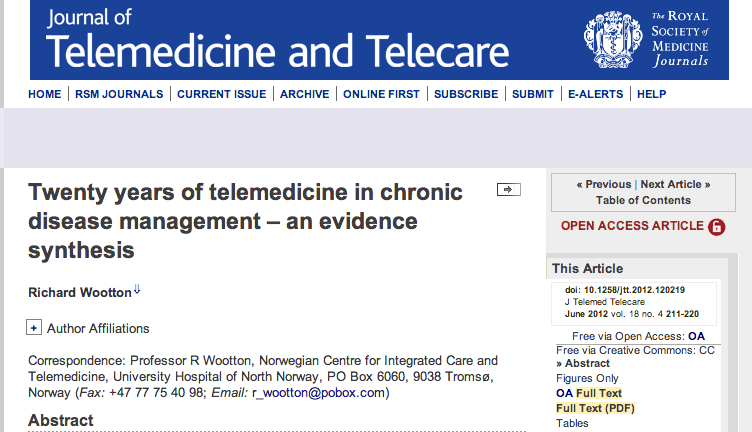 Journal of
Telemedicine and Telecare
The ROYAL
SOCIETY of
MEDICINE
Journals
HOME | RSM JOURNALS | CURRENT ISSUE | ARCHIVE | ONLINE FIRST | SUBSCRIBE | SUBMIT | E-ALERTS | HELP
Twenty years of telemedicine in chronic
disease management – an evidence
synthesis
Richard Wootton⇓
+ Author Affiliations
Correspondence: Professor R Wootton, Norwegian Centre for Integrated Care and
Telemedicine, University Hospital of North Norway, PO Box 6060, 9038 Tromsø,
Norway (Fax: +47 77 75 40 98; Email: r_wootton@pobox.com)
Abstract
« Previous | Next Article »
Table of Contents
OPEN ACCESS ARTICLE
This Article
doi: 10.1258/jtt.2012.120219
J Telemed Telecare
June 2012 vol. 18 no. 4 211-220
Free via Open Access: OA
Free via Creative Commons: CC
» Abstract
Figures Only
OA Full Text
Full Text (PDF)
Tables